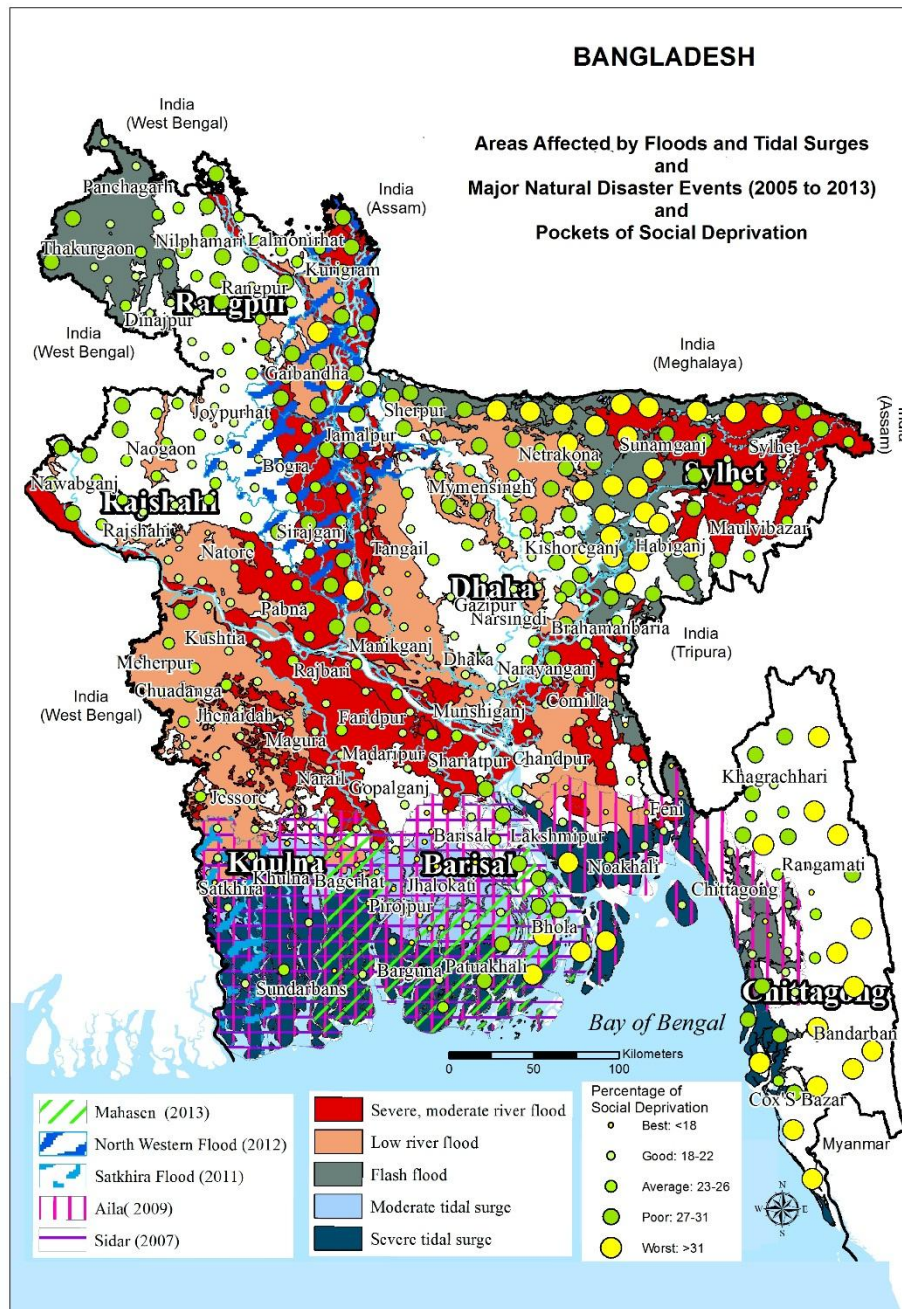 BANGLADESH
Areas Affected by Floods and Tidal Surges
and
Major Natural Disaster Events (2005 to 2013)
and
Pockets of Social Deprivation
India
(West Bengal)
India
(Assam)
Panchagarh
Thakurgaon
Nilphamari
Lalmonirhat
Kurigram
Rangpur
Rangpur
Dinajpur
India
(West Bengal)
India
(Meghalaya)
India
(Assam)
Gaibandha
Joypurhat
Sherpur
Jamalpur
Naogaon
Bogra
Netrakona
Sunamganj
Sylhet
Sylhet
Nawabganj
Rajshahi
Rajshahi
Mymensingh
Maulvibazar
Natore
Sirajganj
Tangail
Kishoreganj
Habiganj
Dhaka
Gazipur
Narsingdi
Pabna
Kushtia
Manikganj
Brahamanbaria
Meherpur
Dhaka
Narayanganj
India
(Tripura)
Rajbari
Chuadanga
India
(West Bengal)
Jhenaidah
Faridpur
Munshiganj
Comilla
Magura
Madaripur
Shariatpur
Chandpur
Narail
Gopalganj
Khagrachhari
Jessore
Feni
Barisal
Lakshmipur
Khulna
Barisal
Noakhali
Rangamati
Satkhira
Khulna
Bagerhat
Jhalokati
Chittagong
Pirojpur
Bhola
Barguna
Patuakhali
Sundarbans
Chittagong
Bay of Bengal
Bandarban
Kilometers
0 50 100
Cox'S Bazar
Myanmar
N
W E
S
Mahasen (2013)
North Western Flood (2012)
Satkhira Flood (2011)
Aila( 2009)
Sidar (2007)
Severe, moderate river flood
Low river flood
Flash flood
Moderate tidal surge
Severe tidal surge
Percentage of
Social Deprivation
Best: <18
Good: 18-22
Average: 23-26
Poor: 27-31
Worst: >31